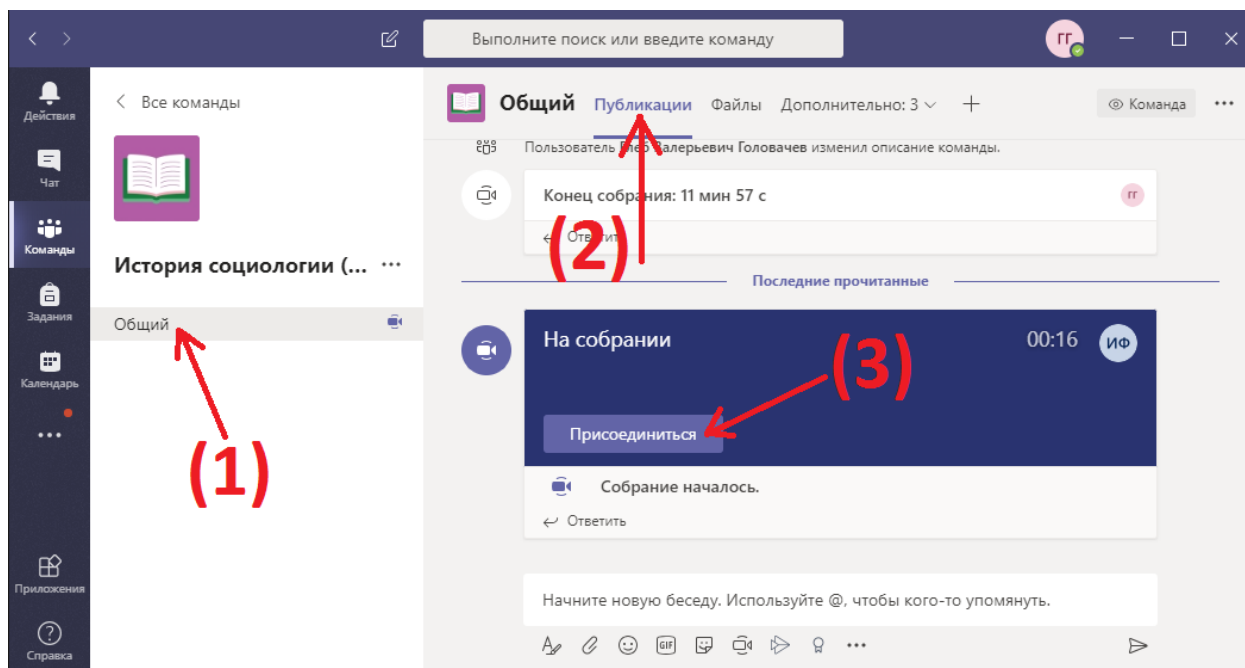 Выполните поиск или введите команду
ГГ
Действия
Чат
Команды
Задания
Календарь
Приложения
Справка
Все команды
История социологии (... ...
Общий
(1)
Общий Публикации Файлы Дополнительно: 3 +
Команда ...
Пользователь Глеб Валерьевич Головачев изменил описание команды.
Конец собрания: 11 мин 57 с
ГГ
Ответить
(2)
Последние прочитанные
На собрании 00:16 ИФ
(3)
Присоединиться
Собрание началось.
Ответить
Начните новую беседу. Используйте @, чтобы кого-то упомянуть.
GIF